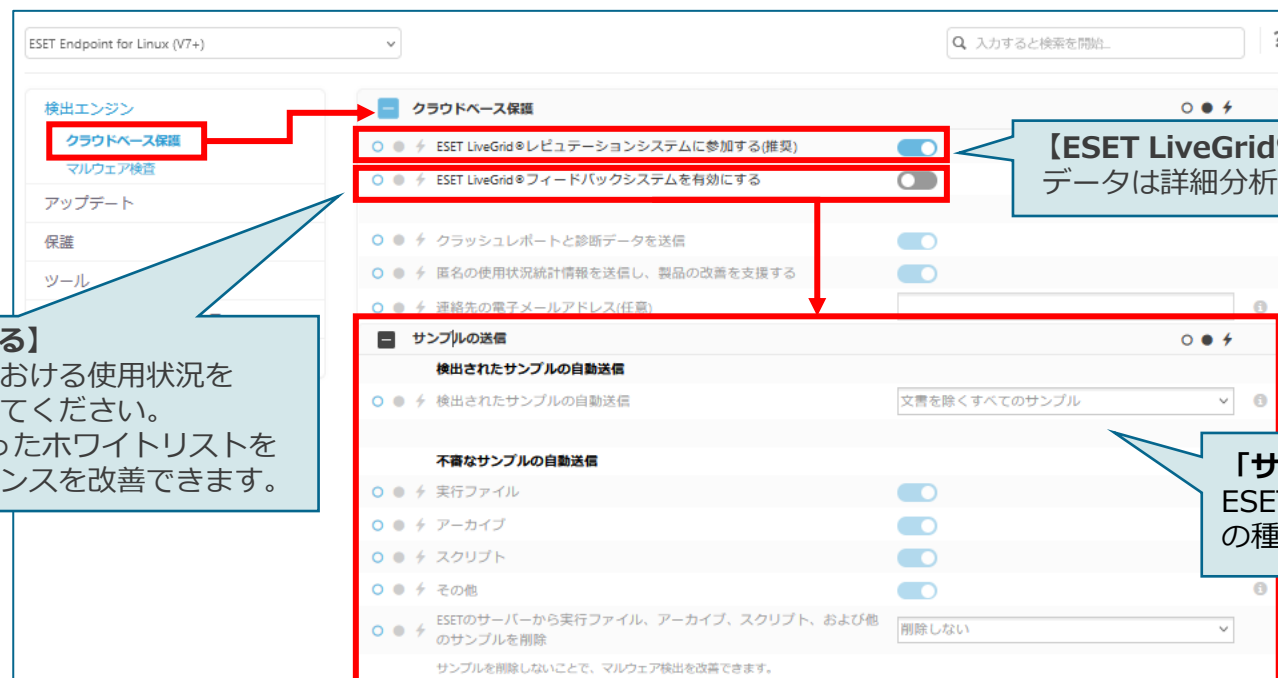 ESET Endpoint for Linux (V7+)
入力すると検索を開始...
検出エンジン
クラウドベース保護
マルウェア検査
アップデート
保護
ツール
クラウドベース保護
ESET LiveGrid®レピュテーションシステムに参加する(推奨)
ESET LiveGrid®フィードバックシステムを有効にする
クラッシュレポートと診断データを送信
匿名の使用状況統計情報を送信し、製品の改善を支援する
連絡先の電子メールアドレス(任意)
【ESET LiveGrid
データは詳細分析
る】
おける使用状況を
てください。
ったホワイトリストを
ンスを改善できます。
サンプルの送信
検出されたサンプルの自動送信
検出されたサンプルの自動送信
文書を除くすべてのサンプル
不審なサンプルの自動送信
実行ファイル
アーカイブ
スクリプト
その他
ESETのサーバーから実行ファイル、アーカイブ、スクリプト、および他
のサンプルを削除
削除しない
サンプルを削除しないことで、マルウェア検出を改善できます。
「サ
ESE
の種